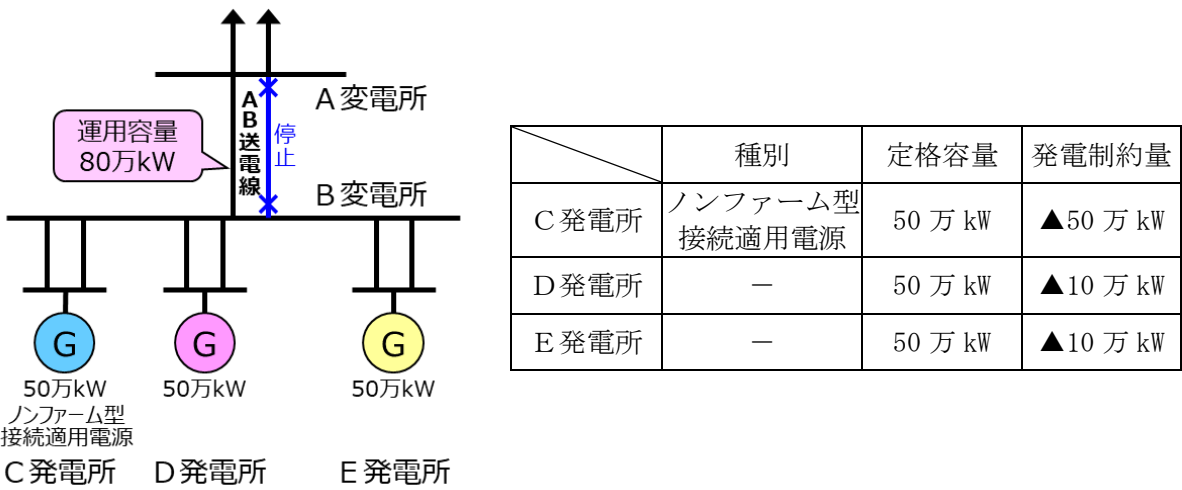 A変電所
AB送電線
停止
運用容量
80万kW
B変電所
G
G
G
50万kW
50万kW
50万kW
ノンファーム型
接続適用電源
C発電所
D発電所
E発電所
種別
定格容量
発電制約量
C発電所
ノンファーム型
接続適用電源
50万kW
▲50万kW
D発電所
－
50万kW
▲10万kW
E発電所
－
50万kW
▲10万kW